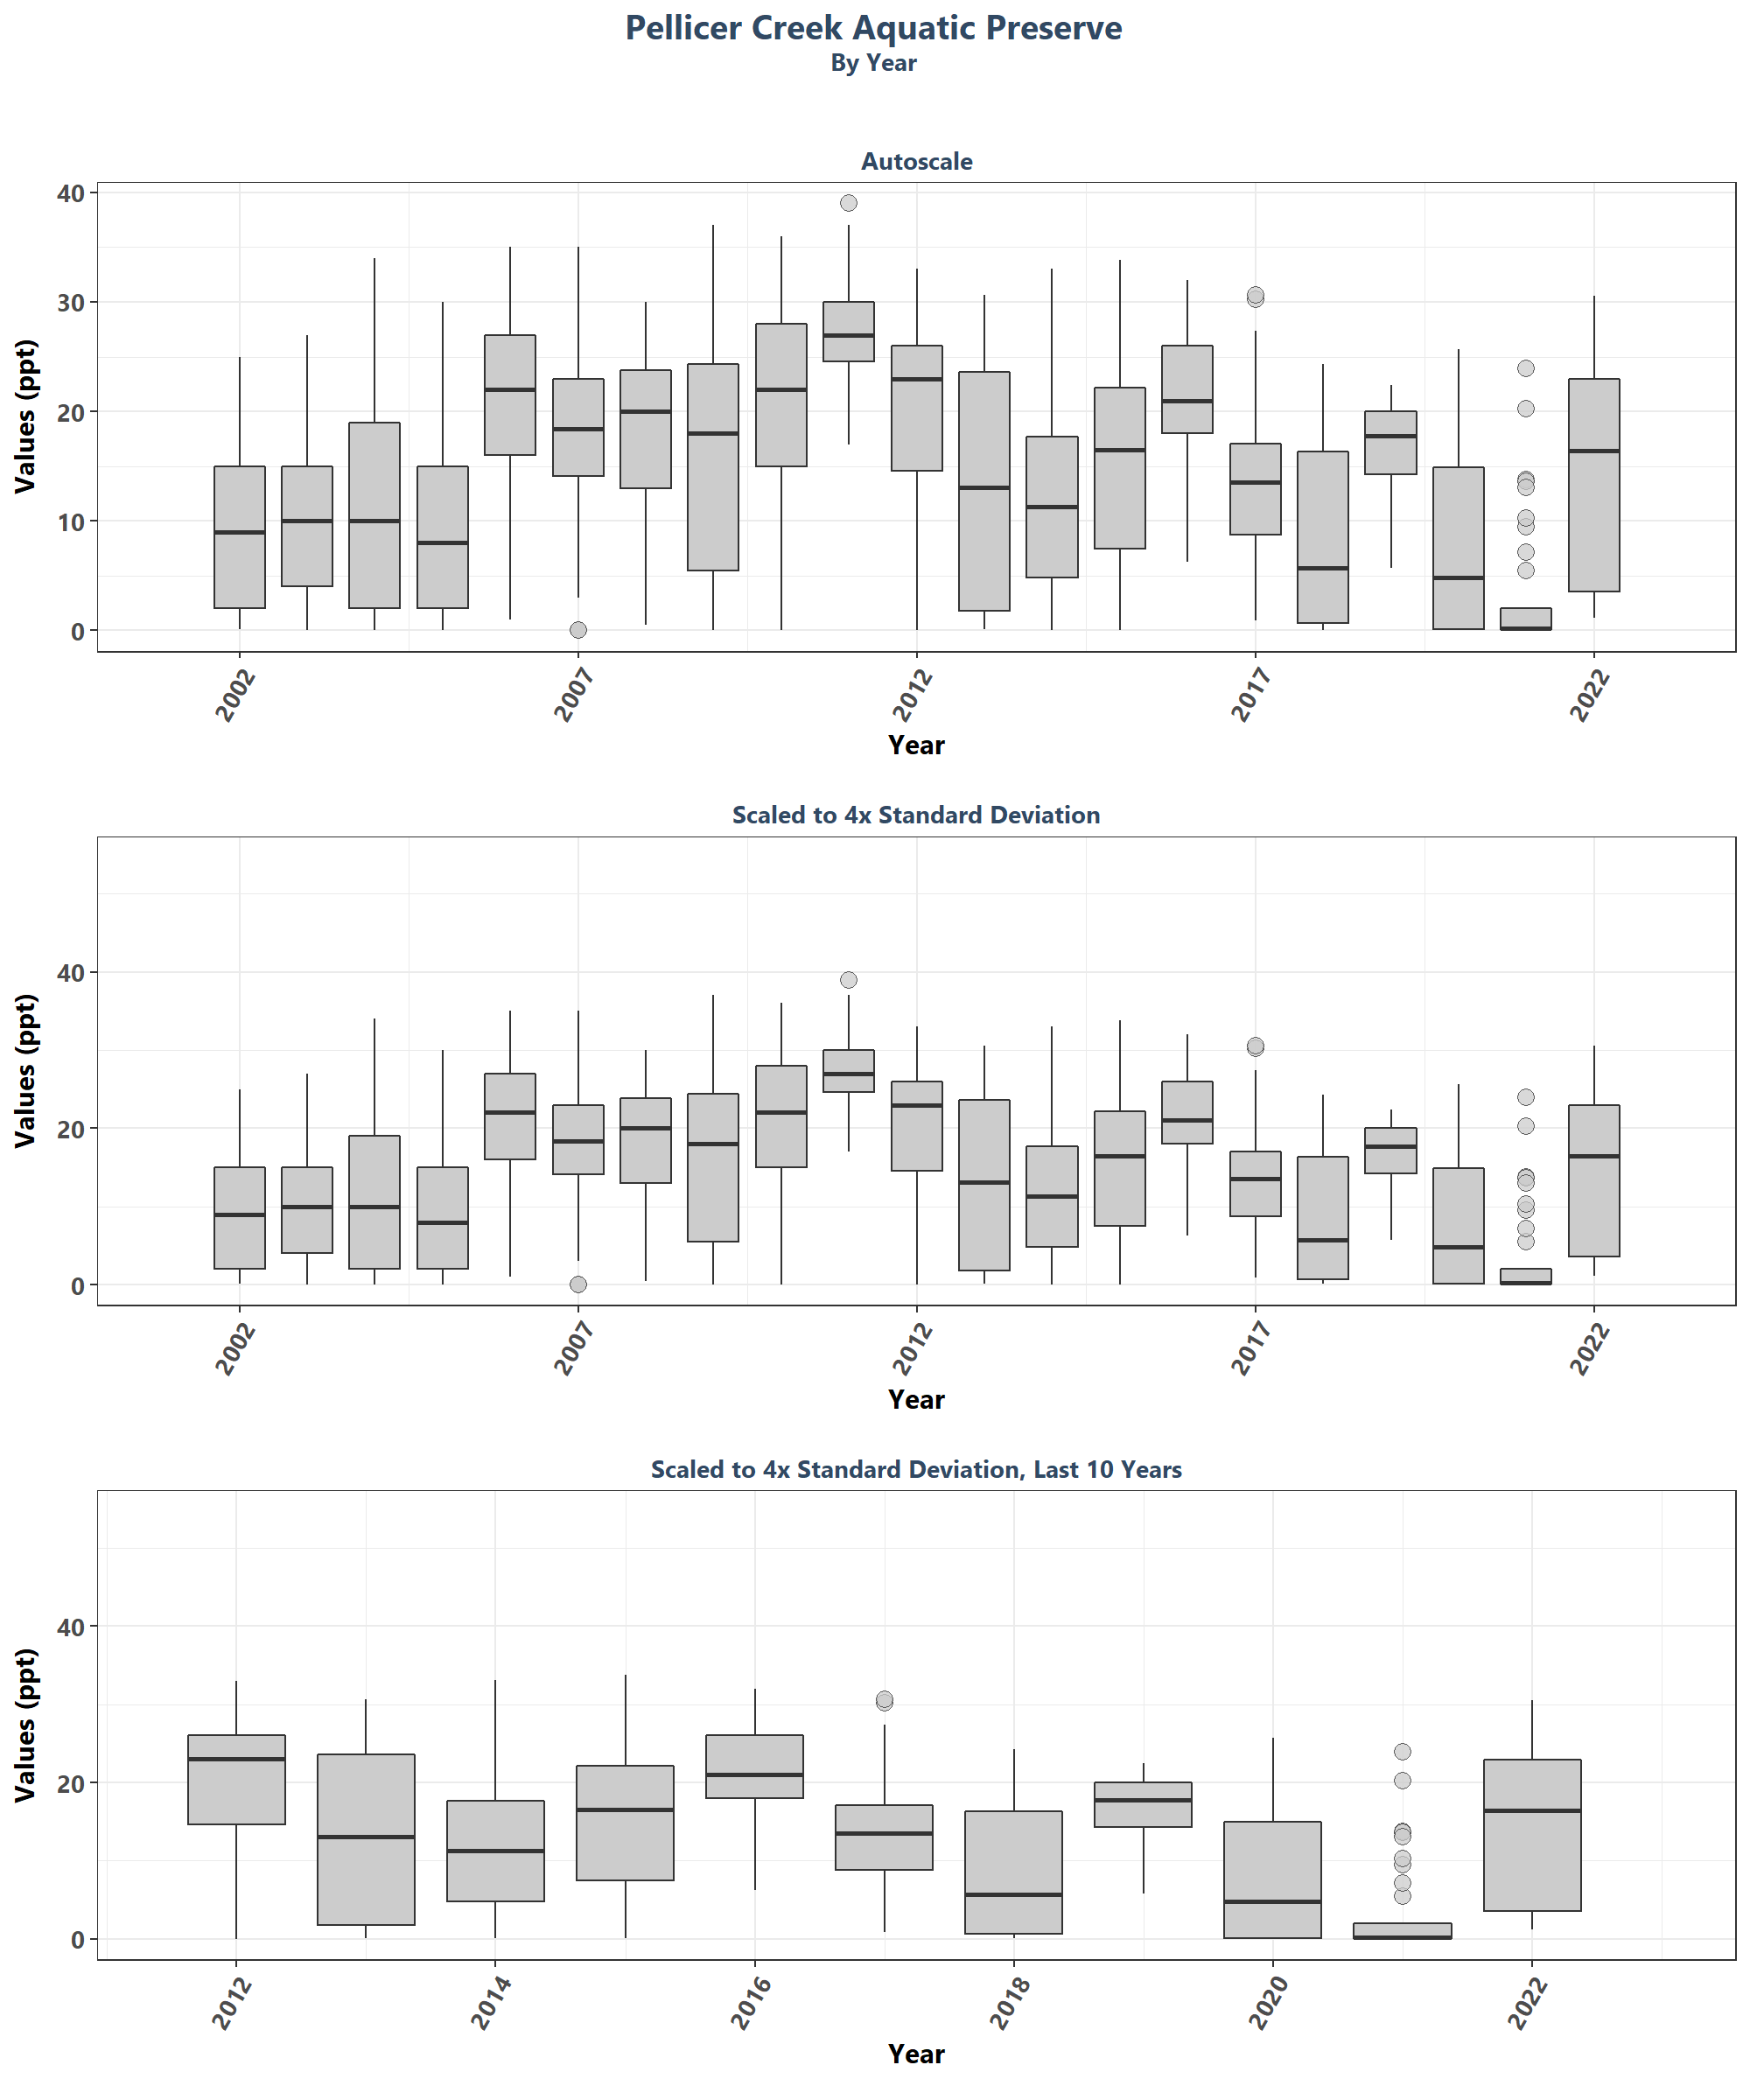 Pellicer Creek Aquatic Preserve
By Year
Autoscale
Values (ppt)
40
30
20
10
0
2002
2007
2012
2017
2022
Year
Scaled to 4x Standard Deviation
Values (ppt)
40
20
0
2002
2007
2012
2017
2022
Year
Scaled to 4x Standard Deviation, Last 10 Years
Values (ppt)
40
20
0
2012
2014
2016
2018
2020
2022
Year